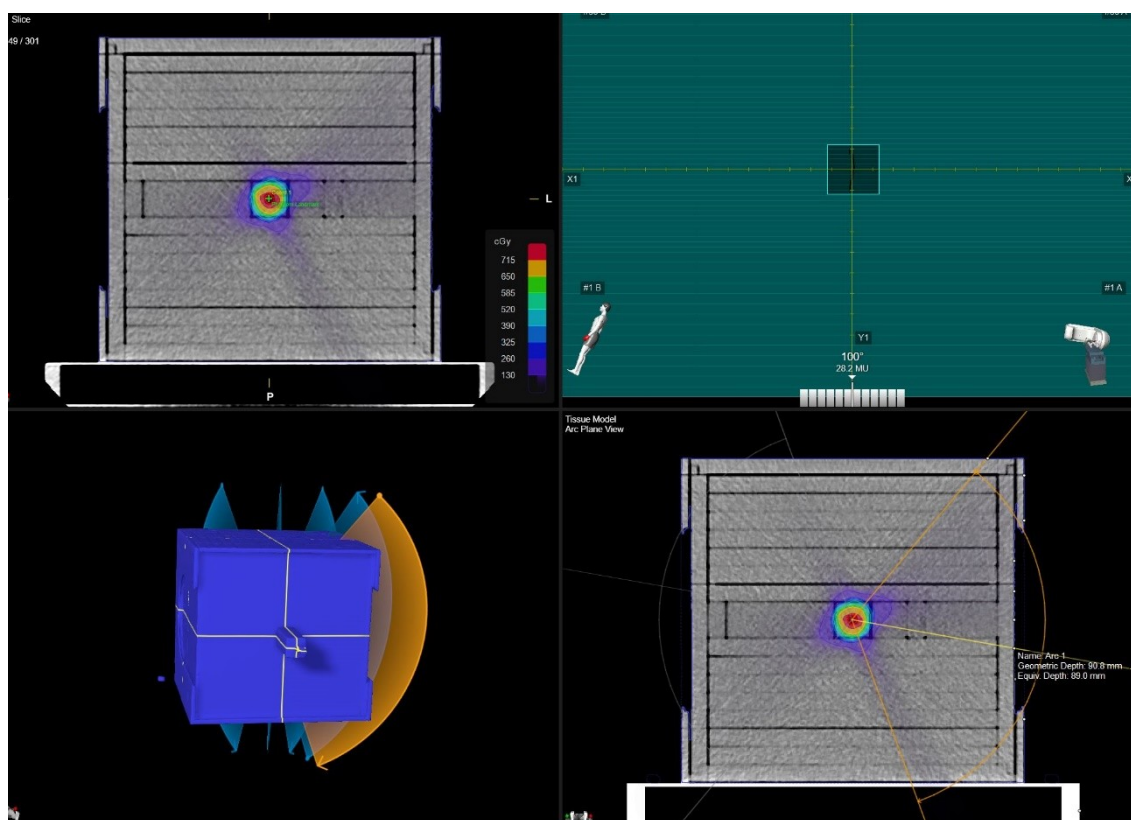 Slice
49 / 301
L
cGy
715
650
585
520
390
325
260
130
P
X1
X
#1 B
#1 A
Y1
100°
28.2 MU
Tissue Model
Arc Plane View
Name: Arc 1
Geometric Depth: 90.8 mm
Equiv. Depth: 89.0 mm